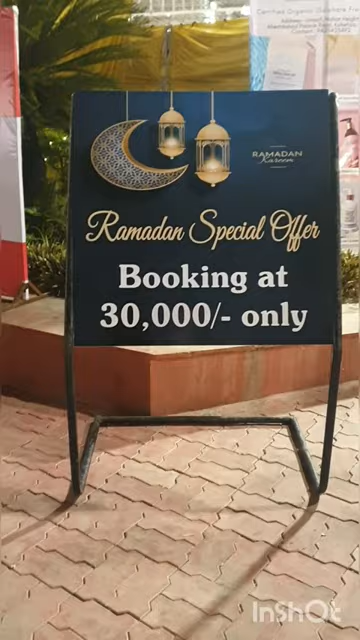 RAMADAN
Kareem
Ramadan Special Offer
Booking at
30,000/- only
InShOt